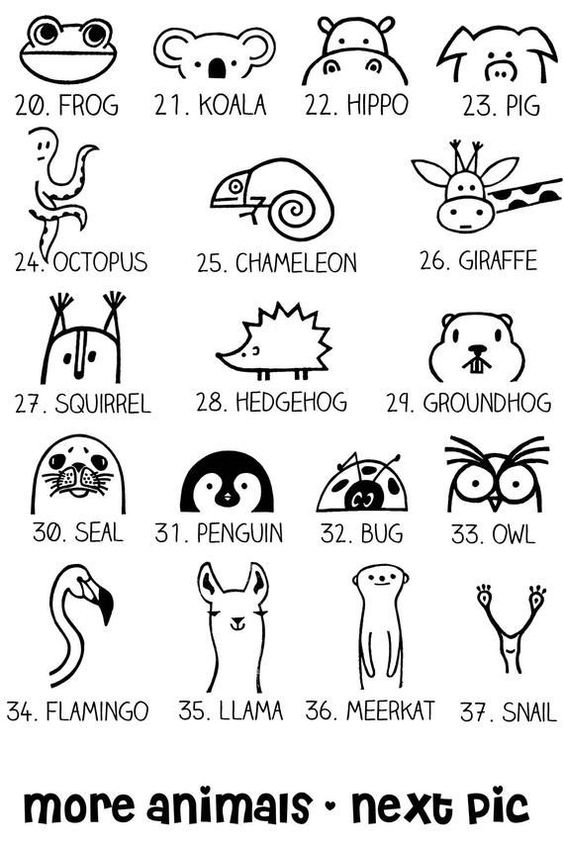 20. FROG 21. KOALA 22. HIPPO 23. PIG
24. OCTOPUS 25. CHAMELEON 26. GIRAFFE
27. SQUIRREL 28. HEDGEHOG 29. GROUNDHOG
30. SEAL 31. PENGUIN 32. BUG 33. OWL
34. FLAMINGO 35. LLAMA 36. MEERKAT 37. SNAIL
more animals • next pic